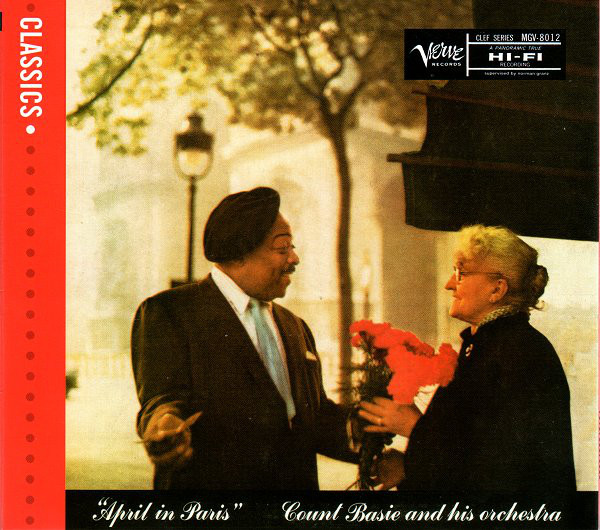 CLASSICS •
CLEF SERIES MGV-8012
Verve
RECORDS
A PANORAMIC TRUE
HI-FI
RECORDING
supervised by norman granz
"April in Paris" Count Basie and his orchestra